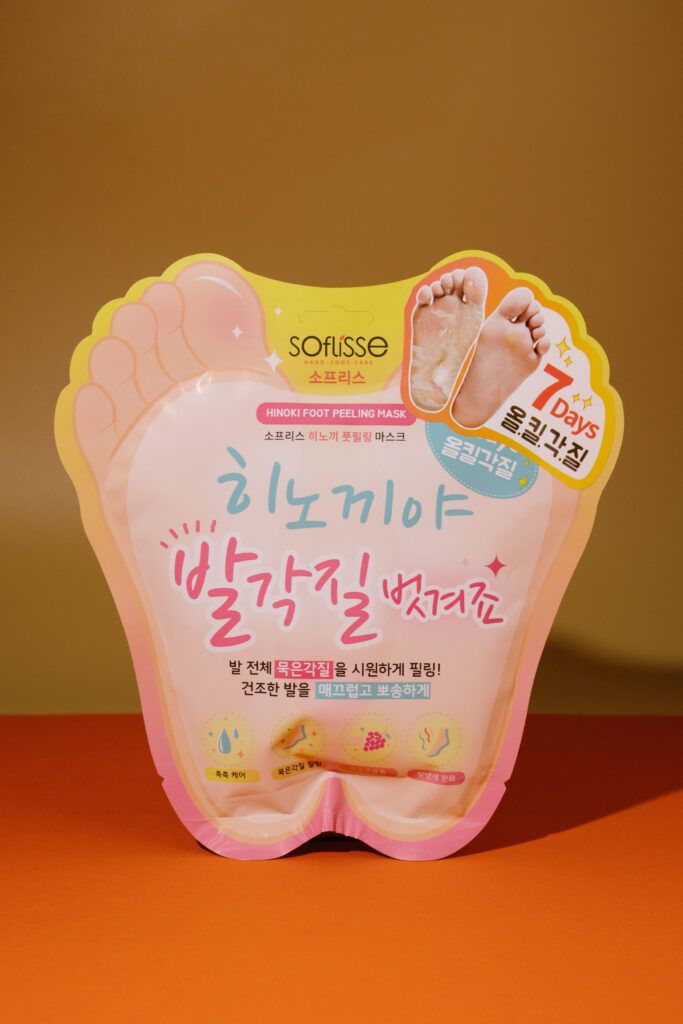 soflisse
HAND · FOOT CARE
소프리스
HINOKI FOOT PEELING MASK
소프리스 히노끼 풋필링 마스크
7 Days
올.킬.각.질
올킬각질
히노끼야
발각질 벗겨죠
발 전체 묵은각질을 시원하게 필링!
건조한 발을 매끄럽고 뽀송하게
촉촉 케어
묵은각질 필링
발냄새 완화